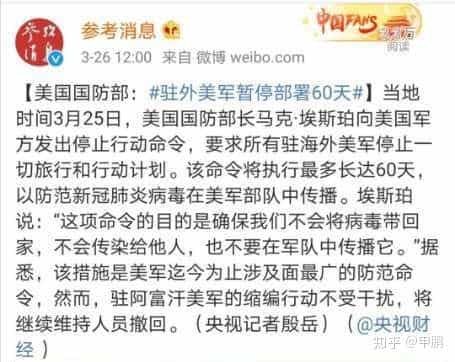 参考消息
3-26 12:00 来自 微博 weibo.com
中国FANS
阅读
【美国国防部：#驻外美军暂停部署60天#】当地
时间3月25日，美国国防部长马克·埃斯珀向美国军
方发出停止行动命令，要求所有驻海外美军停止一
切旅行和行动计划。该命令将执行最多长达60天，
以防范新冠肺炎病毒在美军部队中传播。埃斯珀
说：“这项命令的目的是确保我们不会将病毒带回
家，不会传染给他人，也不要在军队中传播它。”据
悉，该措施是美军迄今为止涉及面最广的防范命
令，然而，驻阿富汗美军的缩编行动不受干扰，将
继续维持人员撤回。（央视记者殷岳）（@央视财
经）
知乎 @申鹏